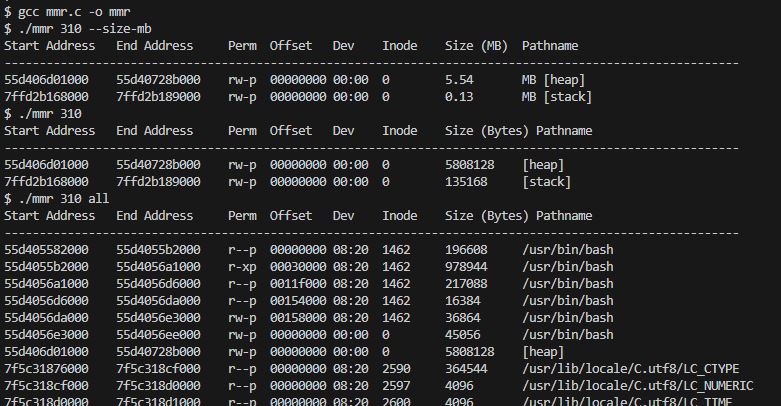 $ gcc mmr.c -o mmr
$ ./mmr 310 --size-mb
Start Address End Address Perm Offset Dev Inode Size (MB) Pathname
--------------------------------------------------------------------------------------------------------
55d406d01000 55d40728b000 rw-p 00000000 00:00 0 5.54 MB [heap]
7ffd2b168000 7ffd2b189000 rw-p 00000000 00:00 0 0.13 MB [stack]
$ ./mmr 310
Start Address End Address Perm Offset Dev Inode Size (Bytes) Pathname
--------------------------------------------------------------------------------------------------------
55d406d01000 55d40728b000 rw-p 00000000 00:00 0 5808128 [heap]
7ffd2b168000 7ffd2b189000 rw-p 00000000 00:00 0 135168 [stack]
$ ./mmr 310 all
Start Address End Address Perm Offset Dev Inode Size (Bytes) Pathname
--------------------------------------------------------------------------------------------------------
55d405582000 55d4055b2000 r--p 00000000 08:20 1462 196608 /usr/bin/bash
55d4055b2000 55d4056a1000 r-xp 00030000 08:20 1462 978944 /usr/bin/bash
55d4056a1000 55d4056d6000 r--p 0011f000 08:20 1462 217088 /usr/bin/bash
55d4056d6000 55d4056da000 r--p 00154000 08:20 1462 16384 /usr/bin/bash
55d4056da000 55d4056e3000 rw-p 00158000 08:20 1462 36864 /usr/bin/bash
55d4056e3000 55d4056ee000 rw-p 00000000 00:00 0 45056 /usr/bin/bash
55d406d01000 55d40728b000 rw-p 00000000 00:00 0 5808128 [heap]
7f5c31876000 7f5c318cf000 r--p 00000000 08:20 2590 364544 /usr/lib/locale/C.utf8/LC_CTYPE
7f5c318cf000 7f5c318d0000 r--p 00000000 08:20 2597 4096 /usr/lib/locale/C.utf8/LC_NUMERIC
7f5c318d0000 7f5c318d1000 r--p 00000000 08:20 2600 4096 /usr/lib/locale/C.utf8/LC_TIME